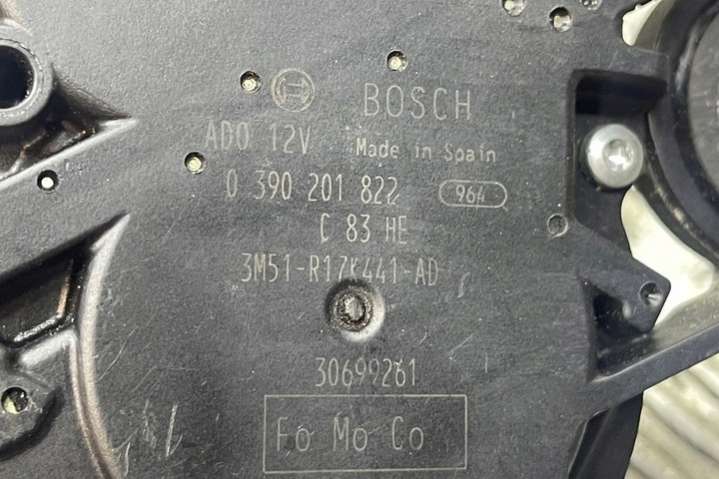 BOSCH
ADO 12V Made in Spain
0 390 201 822 964
C 83 HE
3M51-R17K441-AD
30699261
Fo Mo Co